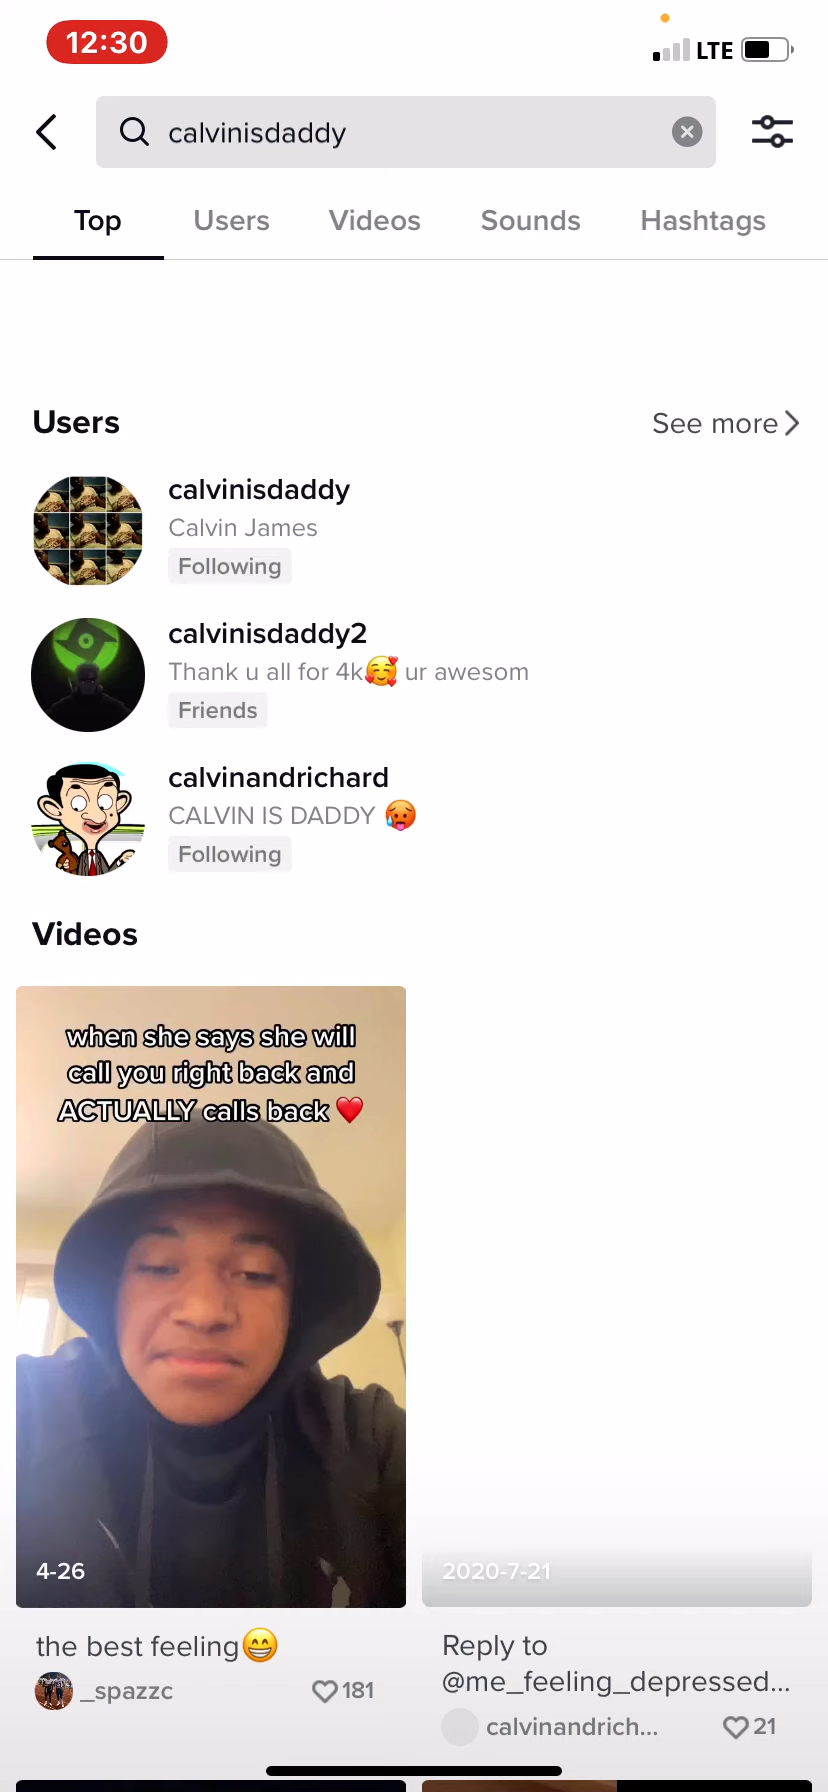 12:30
LTE
calvinisdaddy
Top Users Videos Sounds Hashtags
Users
See more
calvinisdaddy
Calvin James
Following
calvinisdaddy2
Thank u all for 4k🥰 ur awesom
Friends
calvinandrichard
CALVIN IS DADDY 🥵
Following
Videos
when she says she will
call you right back and
ACTUALLY calls back ❤️
4-26
the best feeling😁
_spazzc
181
2020-7-21
Reply to
@me_feeling_depressed...
calvinandrich...
21